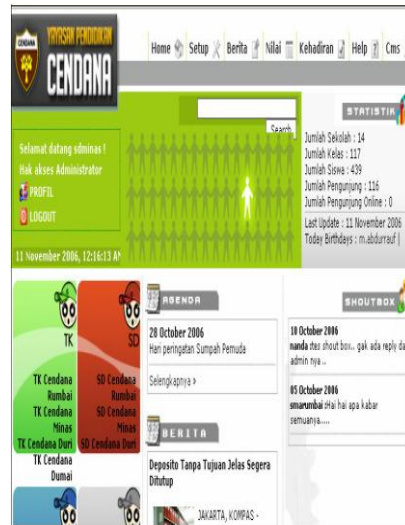 CENDANA
YAYASAN PENDIDIKAN
CENDANA
Home Setup Berita Nilai Kehadiran Help Cms
Search
Selamat datang sdminas !
Hak akses Administrator
PROFIL
LOGOUT
11 November 2006, 12:16:13 AM
STATISTIK
Jumlah Sekolah : 14
Jumlah Kelas : 117
Jumlah Siswa : 439
Jumlah Pengunjung : 116
Jumlah Pengunjung Online : 0
Last Update : 11 November 2006
Today Birthdays : m.abdurrauf |
TK
TK Cendana
Rumbai
TK Cendana
Minas
TK Cendana Duri
TK Cendana
Dumai
SD
SD Cendana
Rumbai
SD Cendana
Minas
SD Cendana Duri
AGENDA
28 October 2006
Hari peringatan Sumpah Pemuda
Selengkapnya >
BERITA
Deposito Tanpa Tujuan Jelas Segera
Ditutup
JAKARTA, KOMPAS -
SHOUTBOX
10 October 2006
nanda :tes shout box.. gak ada reply da
admin nya ..
05 October 2006
smarumbai :Hai hai apa kabar
semuanya.....